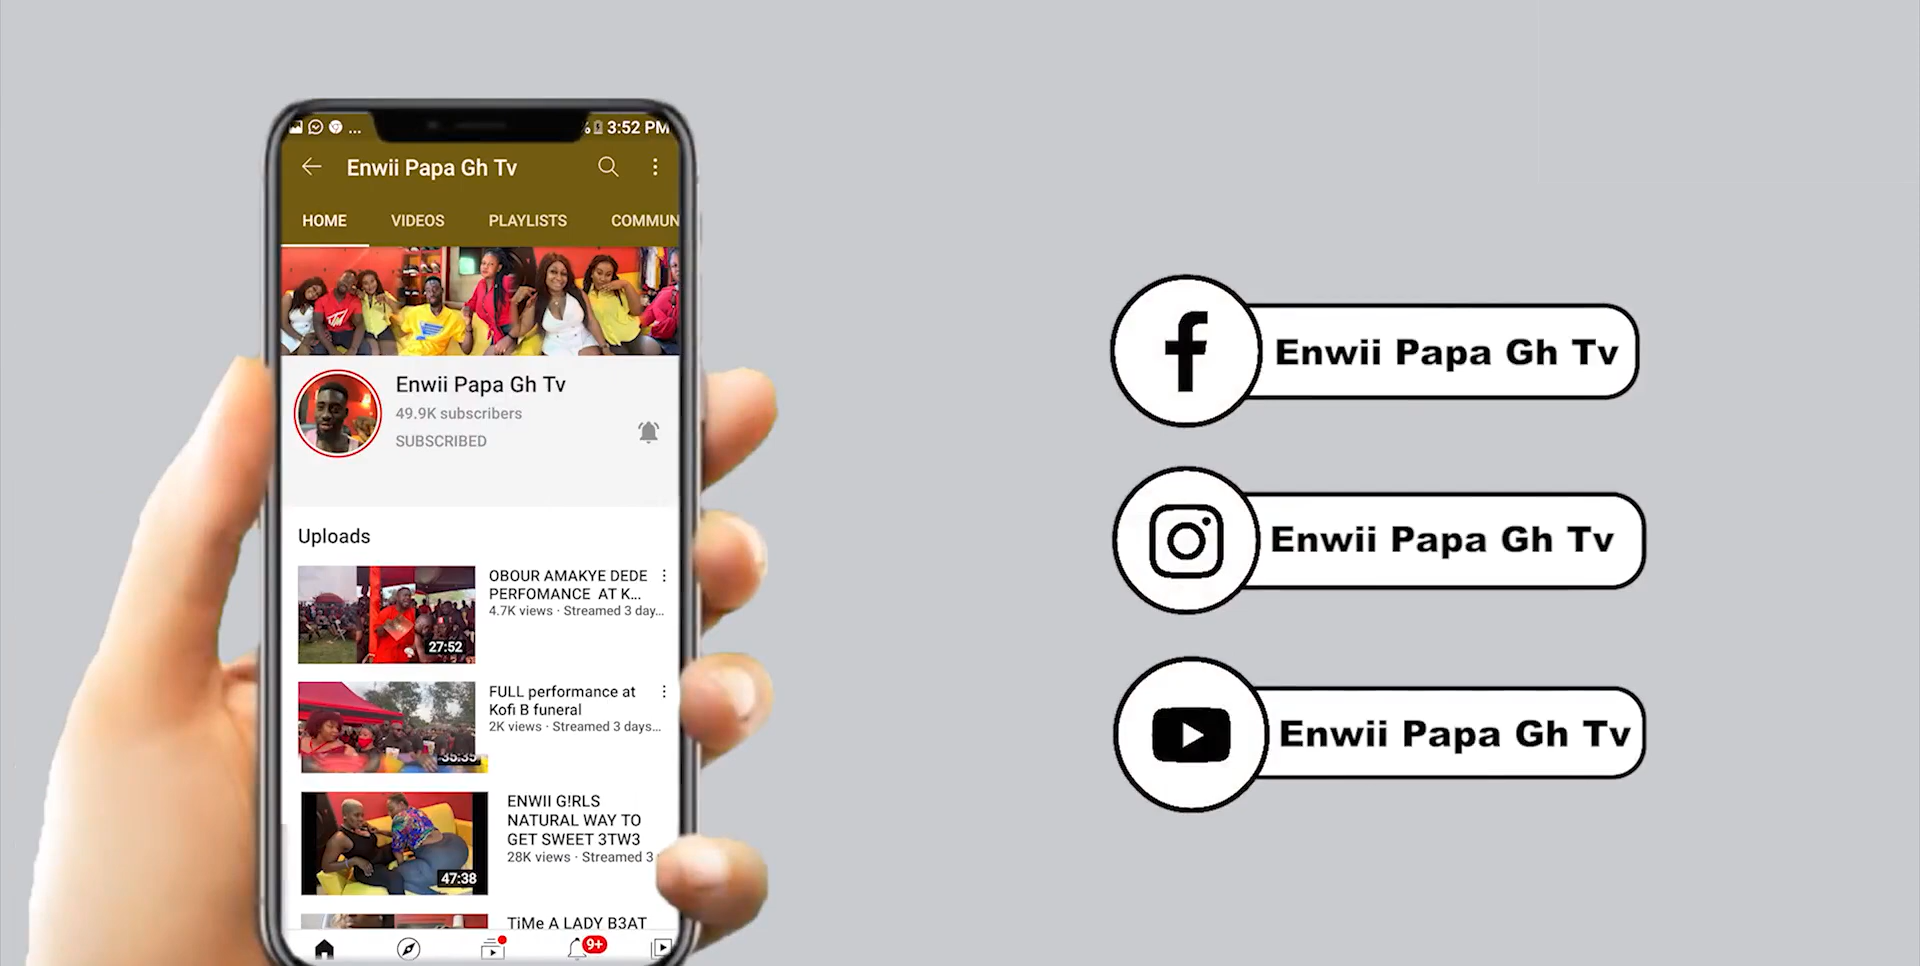 ... 3:52 PM
Enwii Papa Gh Tv
HOME VIDEOS PLAYLISTS COMMUN
Enwii Papa Gh Tv
49.9K subscribers
SUBSCRIBED
Uploads
OBOUR AMAKYE DEDE
PERFOMANCE AT K...
4.7K views · Streamed 3 day...
27:52
FULL performance at
Kofi B funeral
2K views · Streamed 3 days...
35:35
ENWII G!RLS
NATURAL WAY TO
GET SWEET 3TW3
28K views · Streamed 3
47:38
TiMe A LADY B3AT
9+
Enwii Papa Gh Tv
Enwii Papa Gh Tv
Enwii Papa Gh Tv